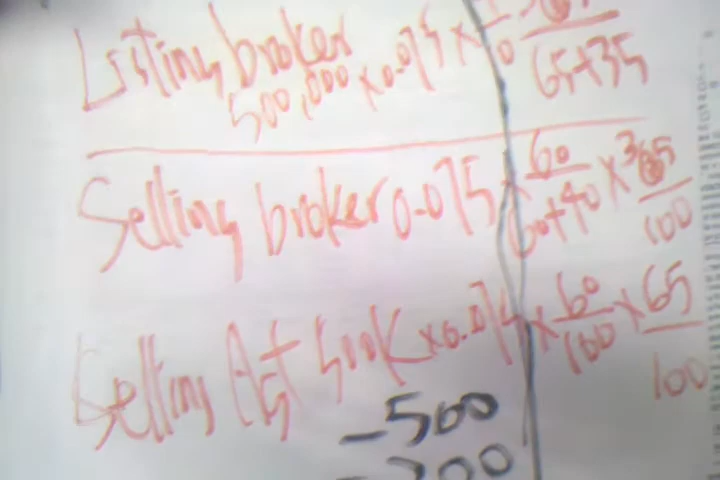 Listing broker
500,000 x 0.075 x
65+35
Selling broker 0.075 x 60/60+40 x 35/100
Selling Agt 500K x 0.075 x 60/100 x 65/100
-500
-200